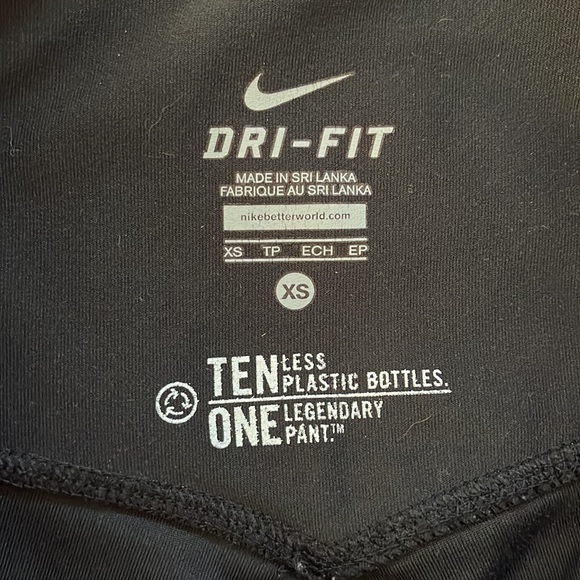 DRI-FIT
MADE IN SRI LANKA
FABRIQUE AU SRI LANKA
nikebetterworld.com
XS TP ECH EP
XS
TEN LESS
PLASTIC BOTTLES.
ONE LEGENDARY
PANT.™